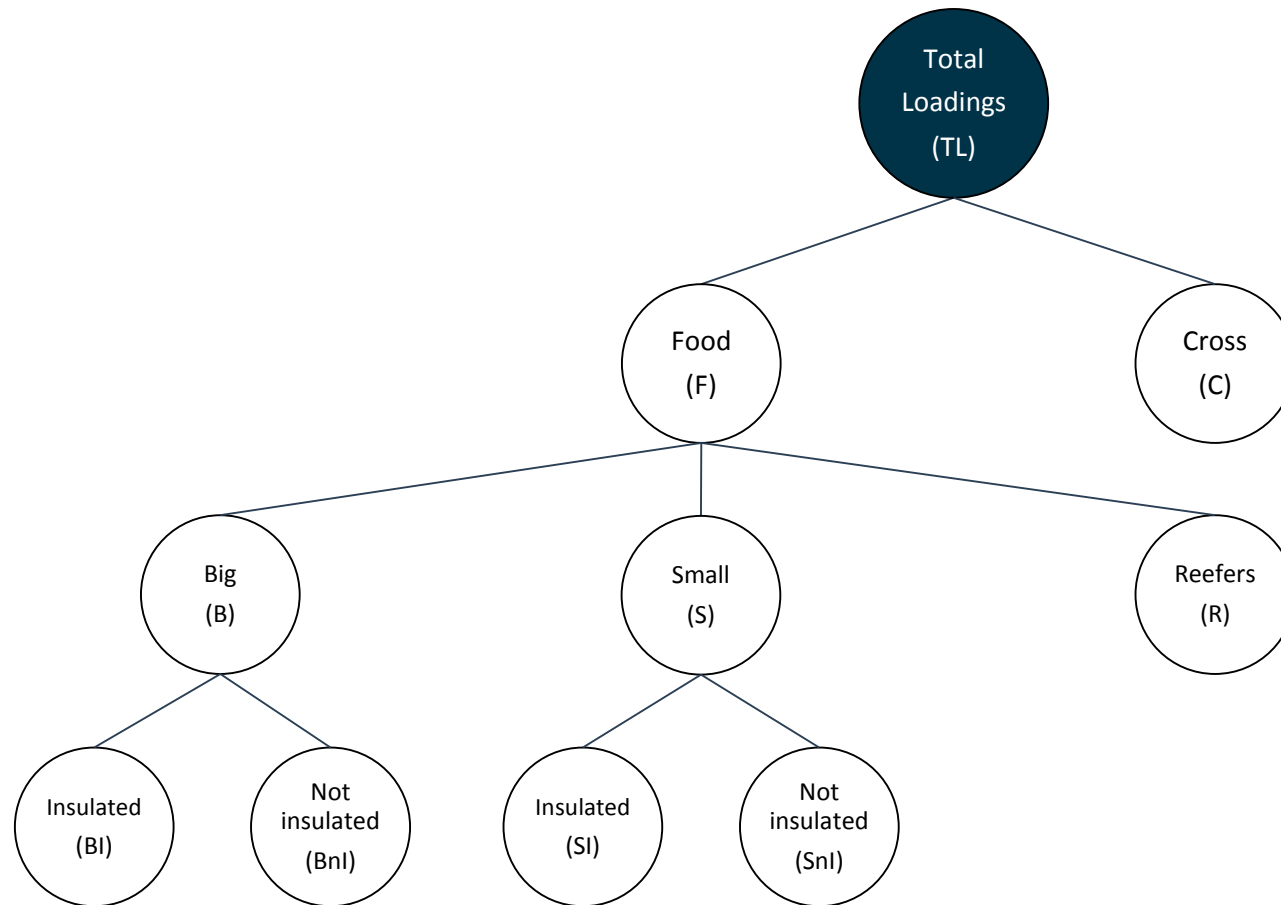 Total
Loadings
(TL)
Food
(F)
Cross
(C)
Big
(B)
Small
(S)
Reefers
(R)
Insulated
(BI)
Not
insulated
(BnI)
Insulated
(SI)
Not
insulated
(SnI)